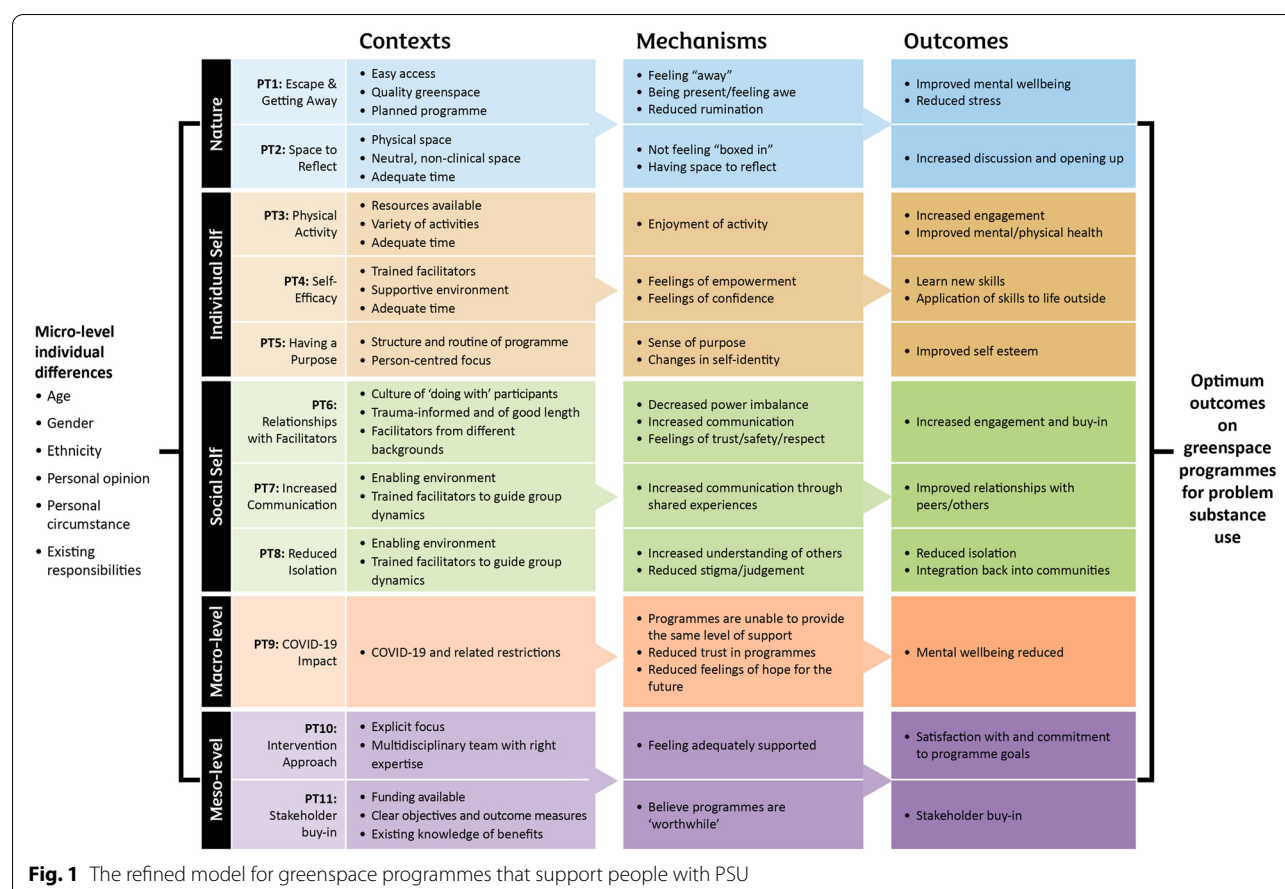 Contexts
Mechanisms
Outcomes
Micro-level
individual
differences
• Age
• Gender
• Ethnicity
• Personal opinion
• Personal
circumstance
• Existing
responsibilities
Nature
PT1: Escape &
Getting Away
• Easy access
• Quality greenspace
• Planned programme
• Feeling “away”
• Being present/feeling awe
• Reduced rumination
• Improved mental wellbeing
• Reduced stress
PT2: Space to
Reflect
• Physical space
• Neutral, non-clinical space
• Adequate time
• Not feeling “boxed in”
• Having space to reflect
• Increased discussion and opening up
Individual Self
PT3: Physical
Activity
• Resources available
• Variety of activities
• Adequate time
• Enjoyment of activity
• Increased engagement
• Improved mental/physical health
PT4: Self-
Efficacy
• Trained facilitators
• Supportive environment
• Adequate time
• Feelings of empowerment
• Feelings of confidence
• Learn new skills
• Application of skills to life outside
PT5: Having a
Purpose
• Structure and routine of programme
• Person-centred focus
• Sense of purpose
• Changes in self-identity
• Improved self esteem
Social Self
PT6:
Relationships
with Facilitators
• Culture of ‘doing with’ participants
• Trauma-informed and of good length
• Facilitators from different
backgrounds
• Decreased power imbalance
• Increased communication
• Feelings of trust/safety/respect
• Increased engagement and buy-in
PT7: Increased
Communication
• Enabling environment
• Trained facilitators to guide group
dynamics
• Increased communication through
shared experiences
• Improved relationships with
peers/others
PT8: Reduced
Isolation
• Enabling environment
• Trained facilitators to guide group
dynamics
• Increased understanding of others
• Reduced stigma/judgement
• Reduced isolation
• Integration back into communities
Macro-level
PT9: COVID-19
Impact
• COVID-19 and related restrictions
• Programmes are unable to provide
the same level of support
• Reduced trust in programmes
• Reduced feelings of hope for the
future
• Mental wellbeing reduced
Meso-level
PT10:
Intervention
Approach
• Explicit focus
• Multidisciplinary team with right
expertise
• Feeling adequately supported
• Satisfaction with and commitment
to programme goals
PT11:
Stakeholder
buy-in
• Funding available
• Clear objectives and outcome measures
• Existing knowledge of benefits
• Believe programmes are
‘worthwhile’
• Stakeholder buy-in
Optimum
outcomes
on
greenspace
programmes
for problem
substance
use
Fig. 1 The refined model for greenspace programmes that support people with PSU